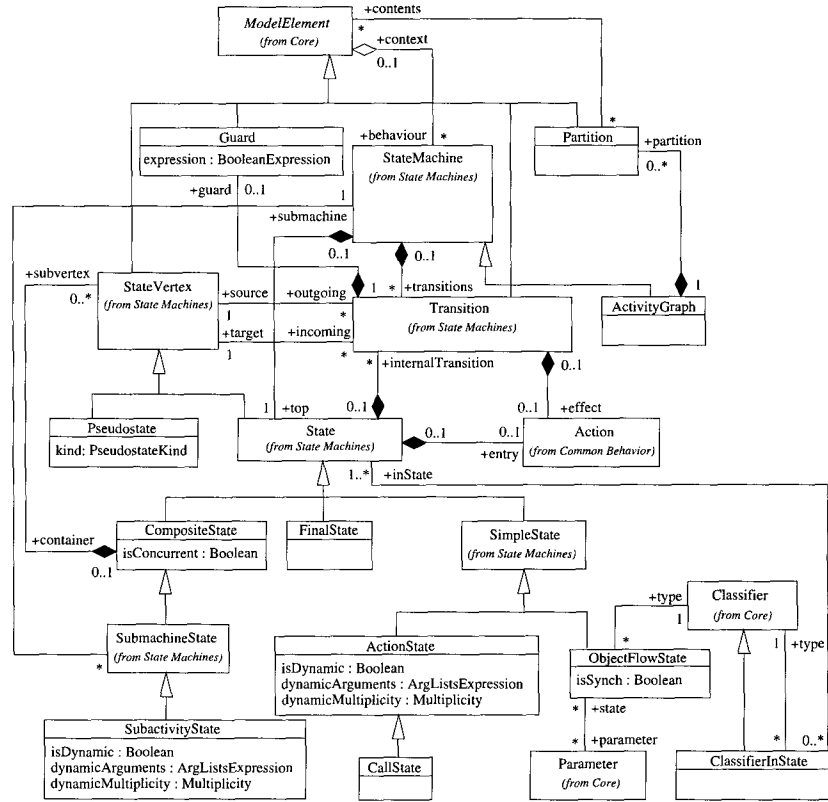 +contents
ModelElement
(from Core)
*
+context
0..1
Guard
expression : BooleanExpression
+behaviour
*
*
Partition
+partition
0..*
StateMachine
(from State Machines)
+guard
0..1
1
+submachine
0..1
0..1
+subvertex
0..*
StateVertex
(from State Machines)
+source
1
+outgoing
*
1
*
+transitions
Transition
(from State Machines)
1
ActivityGraph
+target
1
+incoming
*
*
+internalTransition
0..1
Pseudostate
kind: PseudostateKind
1
+top
0..1
0..1
+effect
State
(from State Machines)
0..1
0..1
+entry
Action
(from Common Behavior)
1..*
+inState
+container
0..1
CompositeState
isConcurrent : Boolean
FinalState
SimpleState
(from State Machines)
+type
1
Classifier
(from Core)
SubmachineState
(from State Machines)
*
ActionState
isDynamic : Boolean
dynamicArguments : ArgListsExpression
dynamicMultiplicity : Multiplicity
*
ObjectFlowState
isSynch : Boolean
1
+type
SubactivityState
isDynamic : Boolean
dynamicArguments : ArgListsExpression
dynamicMultiplicity : Multiplicity
CallState
*
+state
*
+parameter
Parameter
(from Core)
*
0..*
ClassifierInState